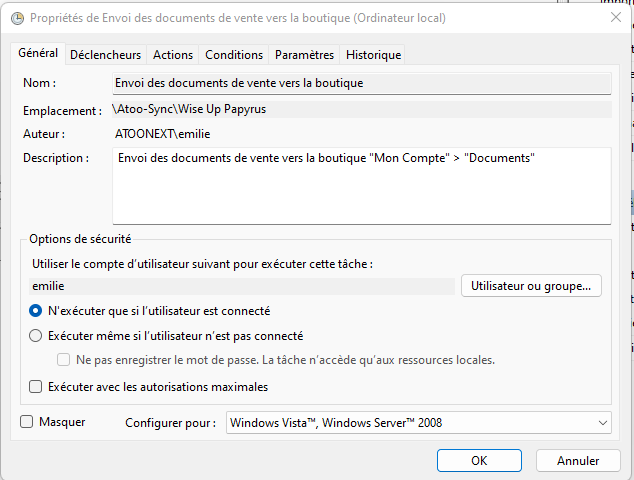 Propriétés de Envoi des documents de vente vers la boutique (Ordinateur local)
Général Déclencheurs Actions Conditions Paramètres Historique
Nom : Envoi des documents de vente vers la boutique
Emplacement : \Atoo-Sync\Wise Up Papyrus
Auteur : ATOONEXT\emilie
Description : Envoi des documents de vente vers la boutique "Mon Compte" > "Documents"
Options de sécurité
Utiliser le compte d'utilisateur suivant pour exécuter cette tâche :
emilie Utilisateur ou groupe...
N'exécuter que si l'utilisateur est connecté
Exécuter même si l'utilisateur n'est pas connecté
Ne pas enregistrer le mot de passe. La tâche n'accède qu'aux ressources locales.
Exécuter avec les autorisations maximales
Masquer Configurer pour : Windows Vista™, Windows Server™ 2008
OK Annuler